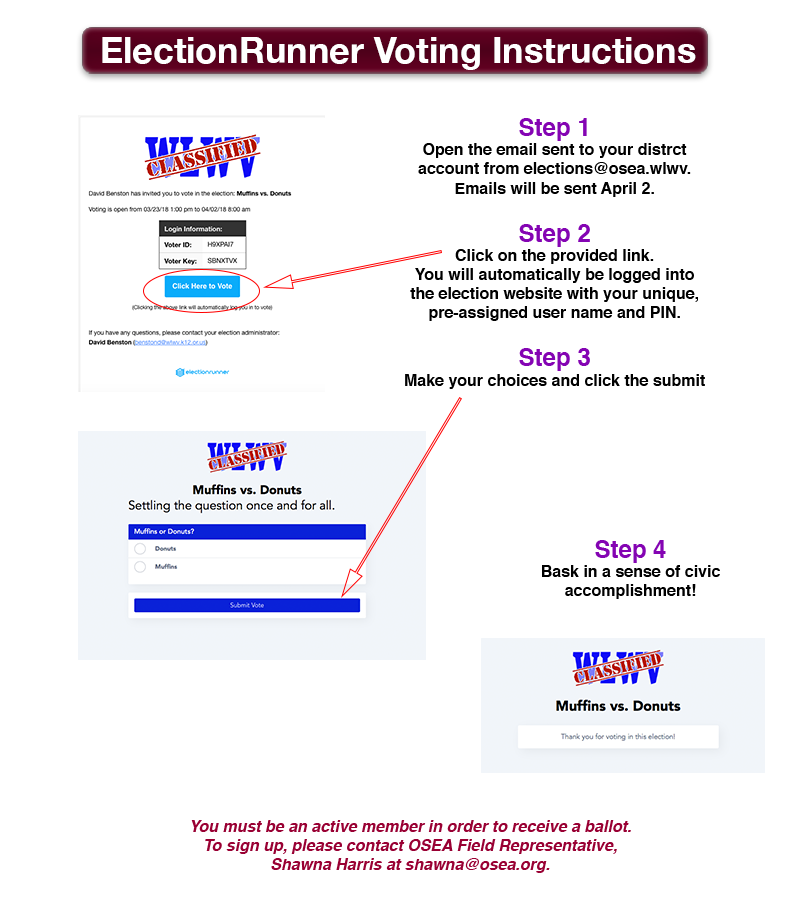 ElectionRunner Voting Instructions
WLWV
CLASSIFIED
David Benston has invited you to vote in the election: Muffins vs. Donuts
Voting is open from 03/23/18 1:00 pm to 04/02/18 8:00 am
Login Information:
Voter ID: H9XPAI7
Voter Key: SBNXTVX
Click Here to Vote
(Clicking the above link will automatically log you in to vote)
If you have any questions, please contact your election administrator:
David Benston (benstond@wlwv.k12.or.us)
electionrunner
Step 1
Open the email sent to your distrct
account from elections@osea.wlwv.
Emails will be sent April 2.
Step 2
Click on the provided link.
You will automatically be logged into
the election website with your unique,
pre-assigned user name and PIN.
Step 3
Make your choices and click the submit
WLWV
CLASSIFIED
Muffins vs. Donuts
Settling the question once and for all.
Muffins or Donuts?
Donuts
Muffins
Submit Vote
Step 4
Bask in a sense of civic
accomplishment!
WLWV
CLASSIFIED
Muffins vs. Donuts
Thank you for voting in this election!
You must be an active member in order to receive a ballot.
To sign up, please contact OSEA Field Representative,
Shawna Harris at shawna@osea.org.